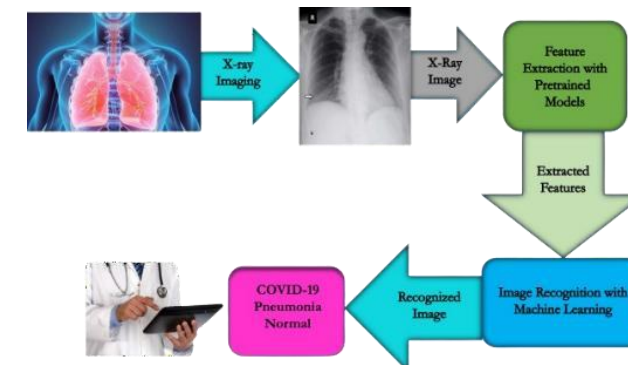 X-ray
Imaging
X-Ray
Image
Feature
Extraction with
Pretrained
Models
Extracted
Features
Image Recognition with
Machine Learning
Recognized
Image
COVID-19
Pneumonia
Normal